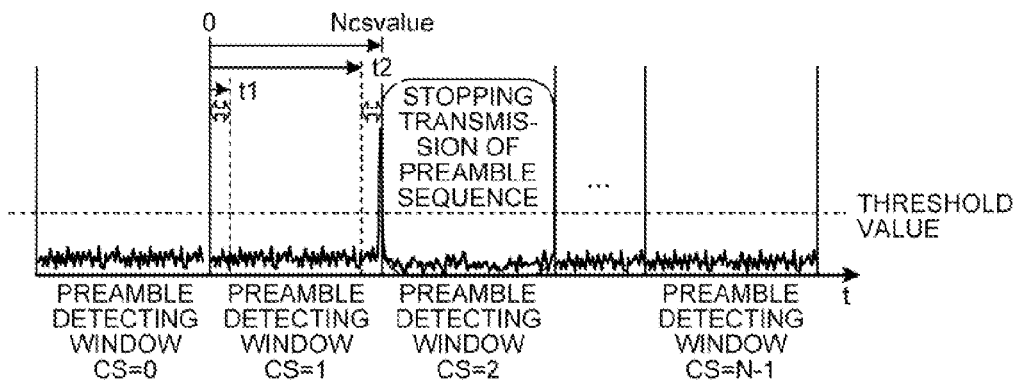 0
Ncsvalue
t1
t2
STOPPING
TRANSMIS-
SION OF
PREAMBLE
SEQUENCE
...
THRESHOLD
VALUE
t
PREAMBLE
DETECTING
WINDOW
CS=0
PREAMBLE
DETECTING
WINDOW
CS=1
PREAMBLE
DETECTING
WINDOW
CS=2
PREAMBLE
DETECTING
WINDOW
CS=N-1